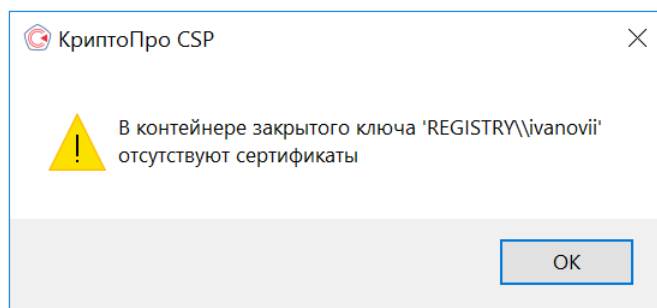 КриптоПро CSP
В контейнере закрытого ключа 'REGISTRY\\ivanovii'
отсутствуют сертификаты
OK